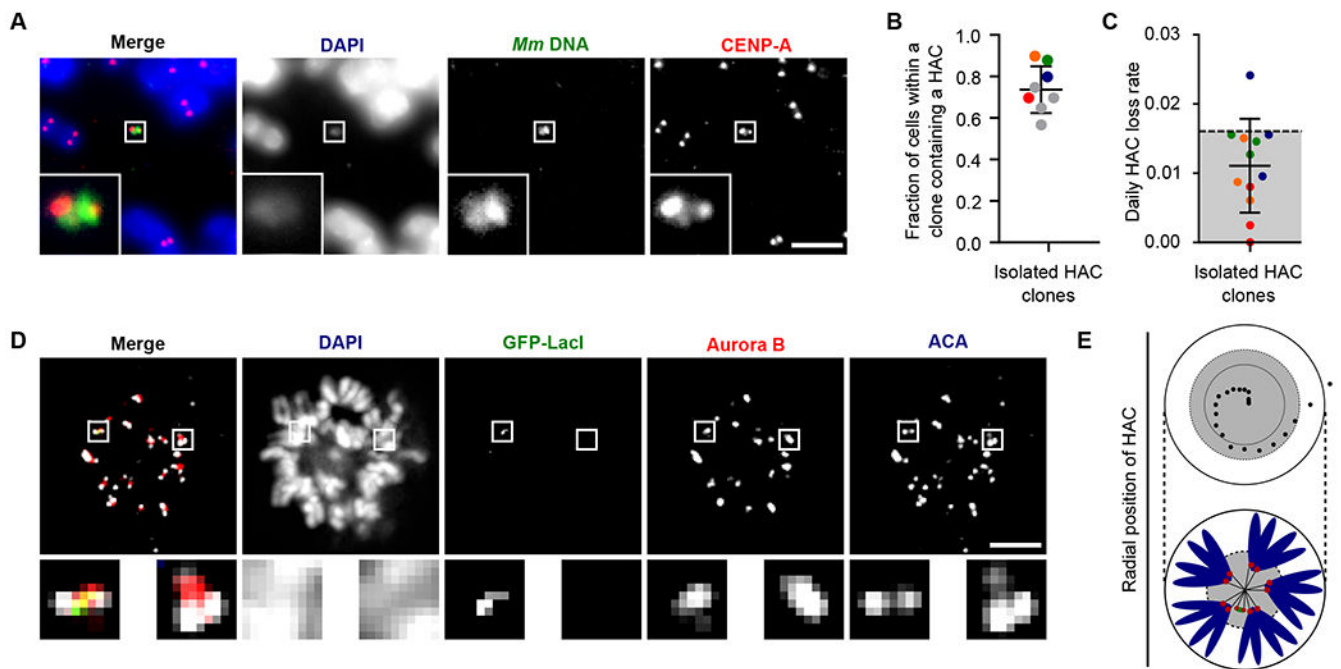 A
Merge
DAPI
Mm DNA
CENP-A
B
Fraction of cells within a
clone containing a HAC
1.0
0.8
0.6
0.4
0.2
0.0
Isolated HAC
clones
C
Daily HAC loss rate
0.03
0.02
0.01
0.00
Isolated HAC
clones
D
Merge
DAPI
GFP-LacI
Aurora B
ACA
E
Radial position of HAC